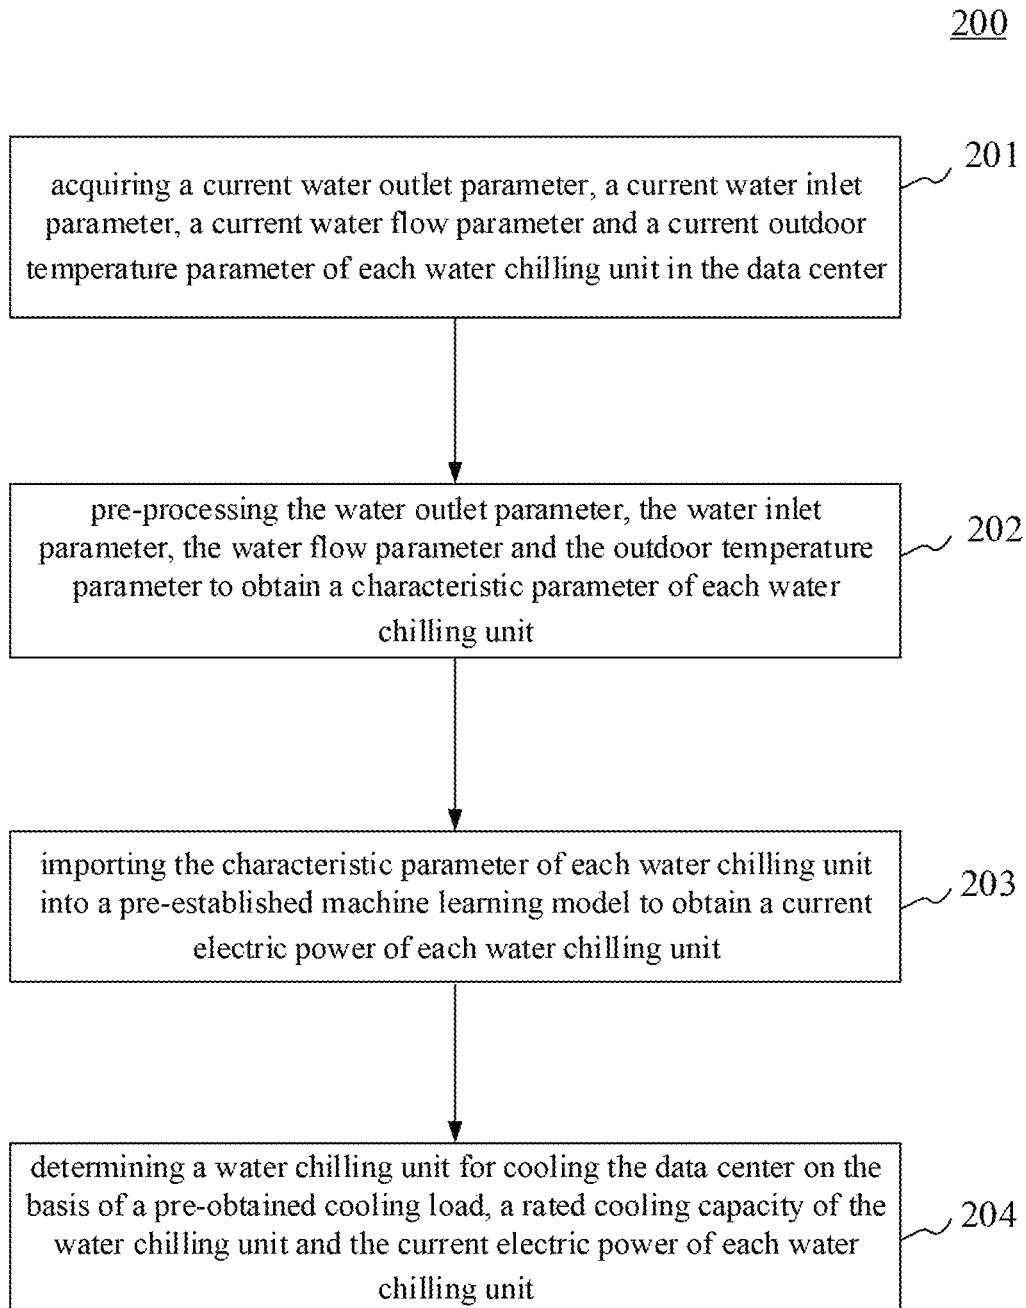 200
acquiring a current water outlet parameter, a current water inlet
parameter, a current water flow parameter and a current outdoor
temperature parameter of each water chilling unit in the data center
201
pre-processing the water outlet parameter, the water inlet
parameter, the water flow parameter and the outdoor temperature
parameter to obtain a characteristic parameter of each water
chilling unit
202
importing the characteristic parameter of each water chilling unit
into a pre-established machine learning model to obtain a current
electric power of each water chilling unit
203
determining a water chilling unit for cooling the data center on the
basis of a pre-obtained cooling load, a rated cooling capacity of the
water chilling unit and the current electric power of each water
chilling unit
204